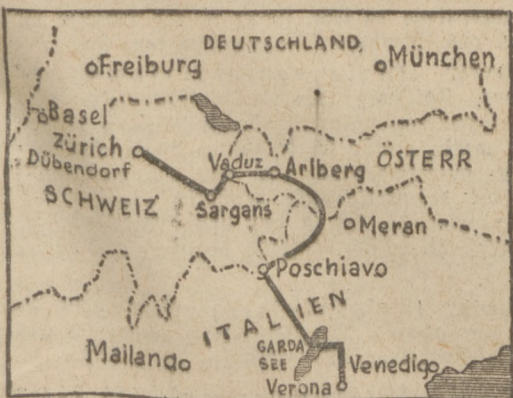 DEUTSCHLAND
Freiburg
München
Basel
Zürich
Dübendorf
Vaduz
Arlberg
ÖSTERR
SCHWEIZ
Sargans
Meran
Poschiavo
ITALIEN
Mailand
GARDA
SEE
Venedig
Verona